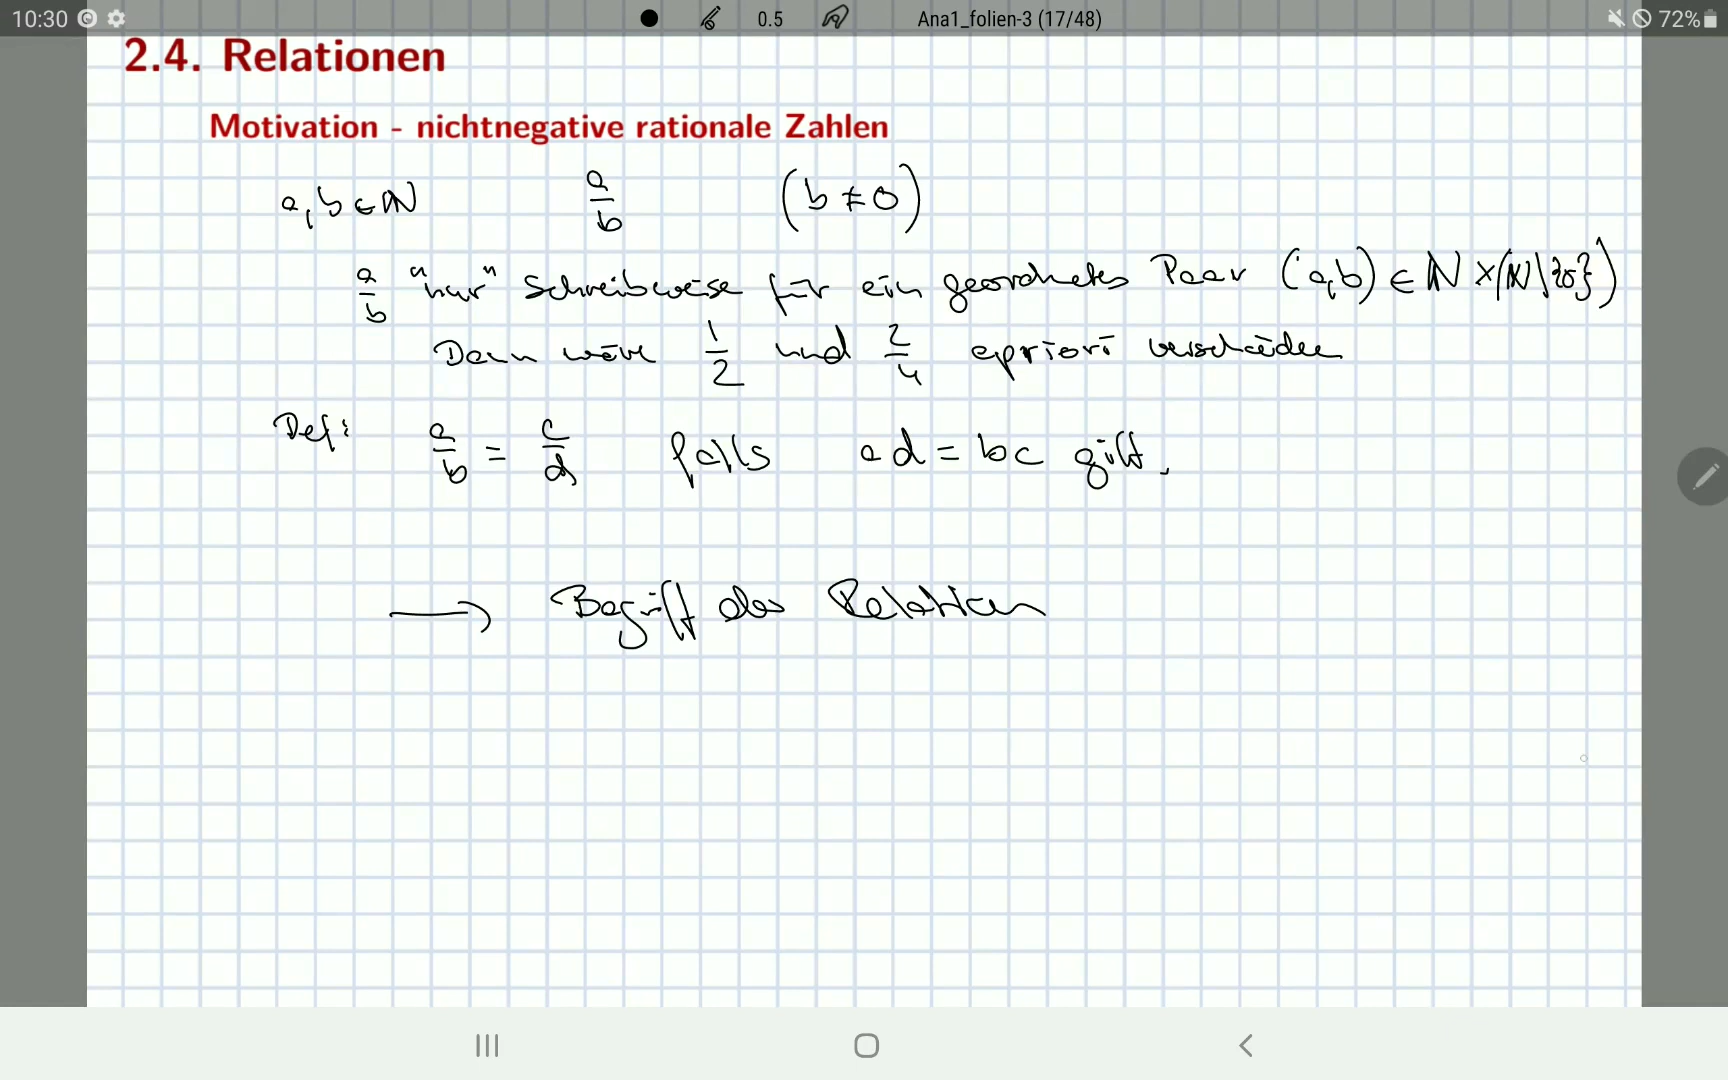 10:30
0.5
Ana1_folien-3 (17/48)
72%
2.4. Relationen
Motivation - nichtnegative rationale Zahlen
a, b ∈ ℕ a/b (b ≠ 0)
a/b "nur" Schreibweise für ein geordnetes Paar (a,b) ∈ ℕ × (ℕ\{0})
Dann wäre 1/2 und 2/4 apriori verschieden
Def: a/b = c/d falls ad = bc gilt.
→ Begriff der Relation